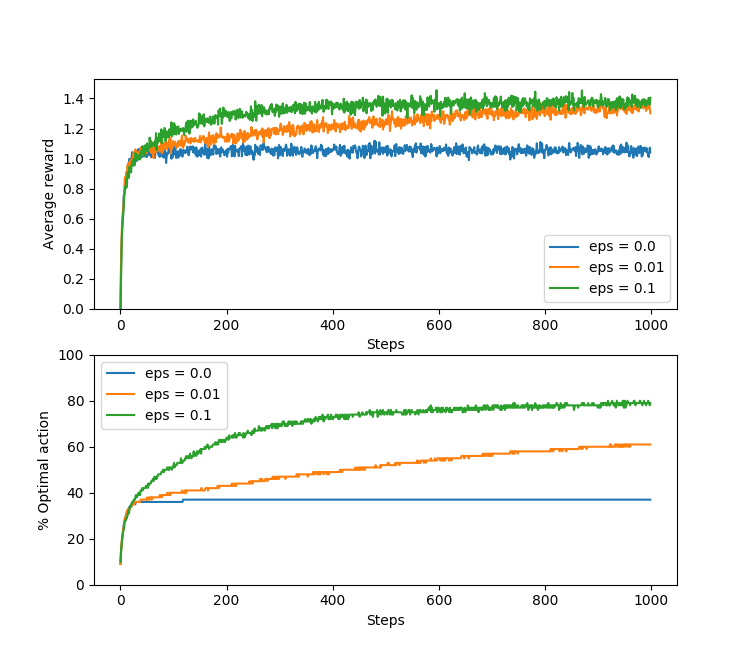 1.4
1.2
1.0
0.8
0.6
0.4
0.2
0.0
Average reward
eps = 0.0
eps = 0.01
eps = 0.1
0 200 400 600 800 1000
Steps
100
80
60
40
20
0
% Optimal action
eps = 0.0
eps = 0.01
eps = 0.1
0 200 400 600 800 1000
Steps